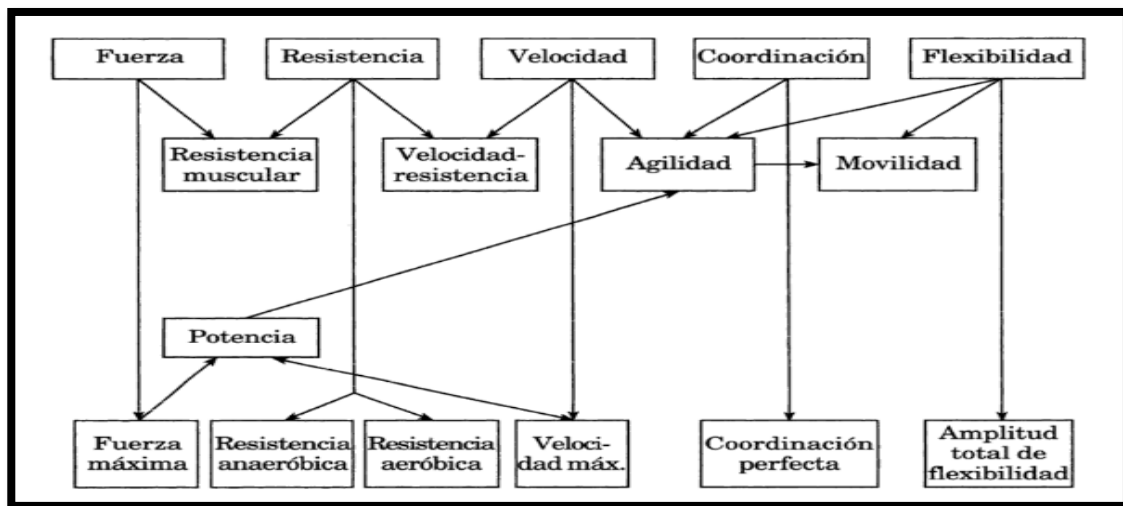 Fuerza
Resistencia
Velocidad
Coordinación
Flexibilidad
Resistencia
muscular
Velocidad-
resistencia
Agilidad
Movilidad
Potencia
Fuerza
máxima
Resistencia
anaeróbica
Resistencia
aeróbica
Veloci-
dad máx.
Coordinación
perfecta
Amplitud
total de
flexibilidad